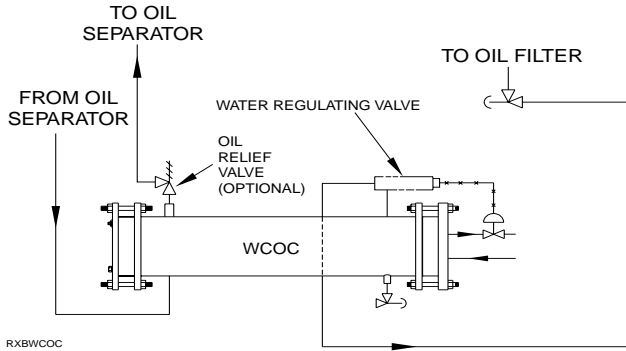 TO OIL
SEPARATOR
TO OIL FILTER
FROM OIL
SEPARATOR
WATER REGULATING VALVE
OIL
RELIEF
VALVE
(OPTIONAL)
WCOC
RXBWCOC